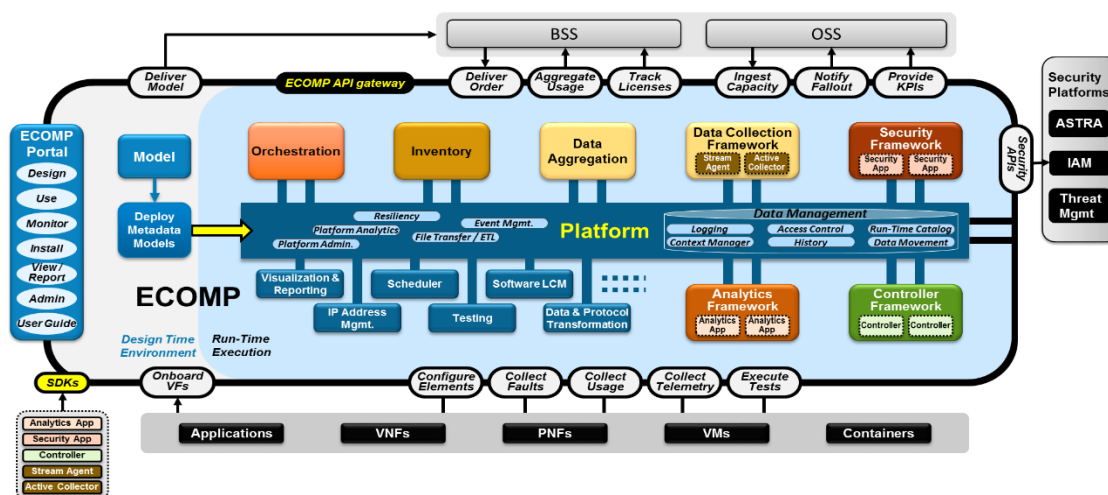 BSS
OSS
Deliver
Model
ECOMP API gateway
Deliver
Order
Aggregate
Usage
Track
Licenses
Ingest
Capacity
Notify
Fallout
Provide
KPIs
Security
Platforms
ASTRA
IAM
Threat
Mgmt
Security
APIs
ECOMP
Portal
Design
Use
Monitor
Install
View /
Report
Admin
User Guide
Model
Deploy
Metadata
Models
Orchestration
Inventory
Data
Aggregation
Data Collection
Framework
Stream
Agent
Active
Collector
Security
Framework
Security
App
Security
App
Resiliency
Platform Analytics
Platform Admin.
Event Mgmt.
File Transfer / ETL
Platform
Data Management
Logging
Access Control
Run-Time Catalog
Context Manager
History
Data Movement
Visualization &
Reporting
Scheduler
Software LCM
IP Address
Mgmt.
Testing
Data & Protocol
Transformation
Analytics
Framework
Analytics
App
Analytics
App
Controller
Framework
Controller
Controller
ECOMP
Design Time
Environment
Run-Time
Execution
SDKs
Onboard
VFs
Configure
Elements
Collect
Faults
Collect
Usage
Collect
Telemetry
Execute
Tests
Analytics App
Security App
Controller
Stream Agent
Active Collector
Applications
VNFs
PNFs
VMs
Containers